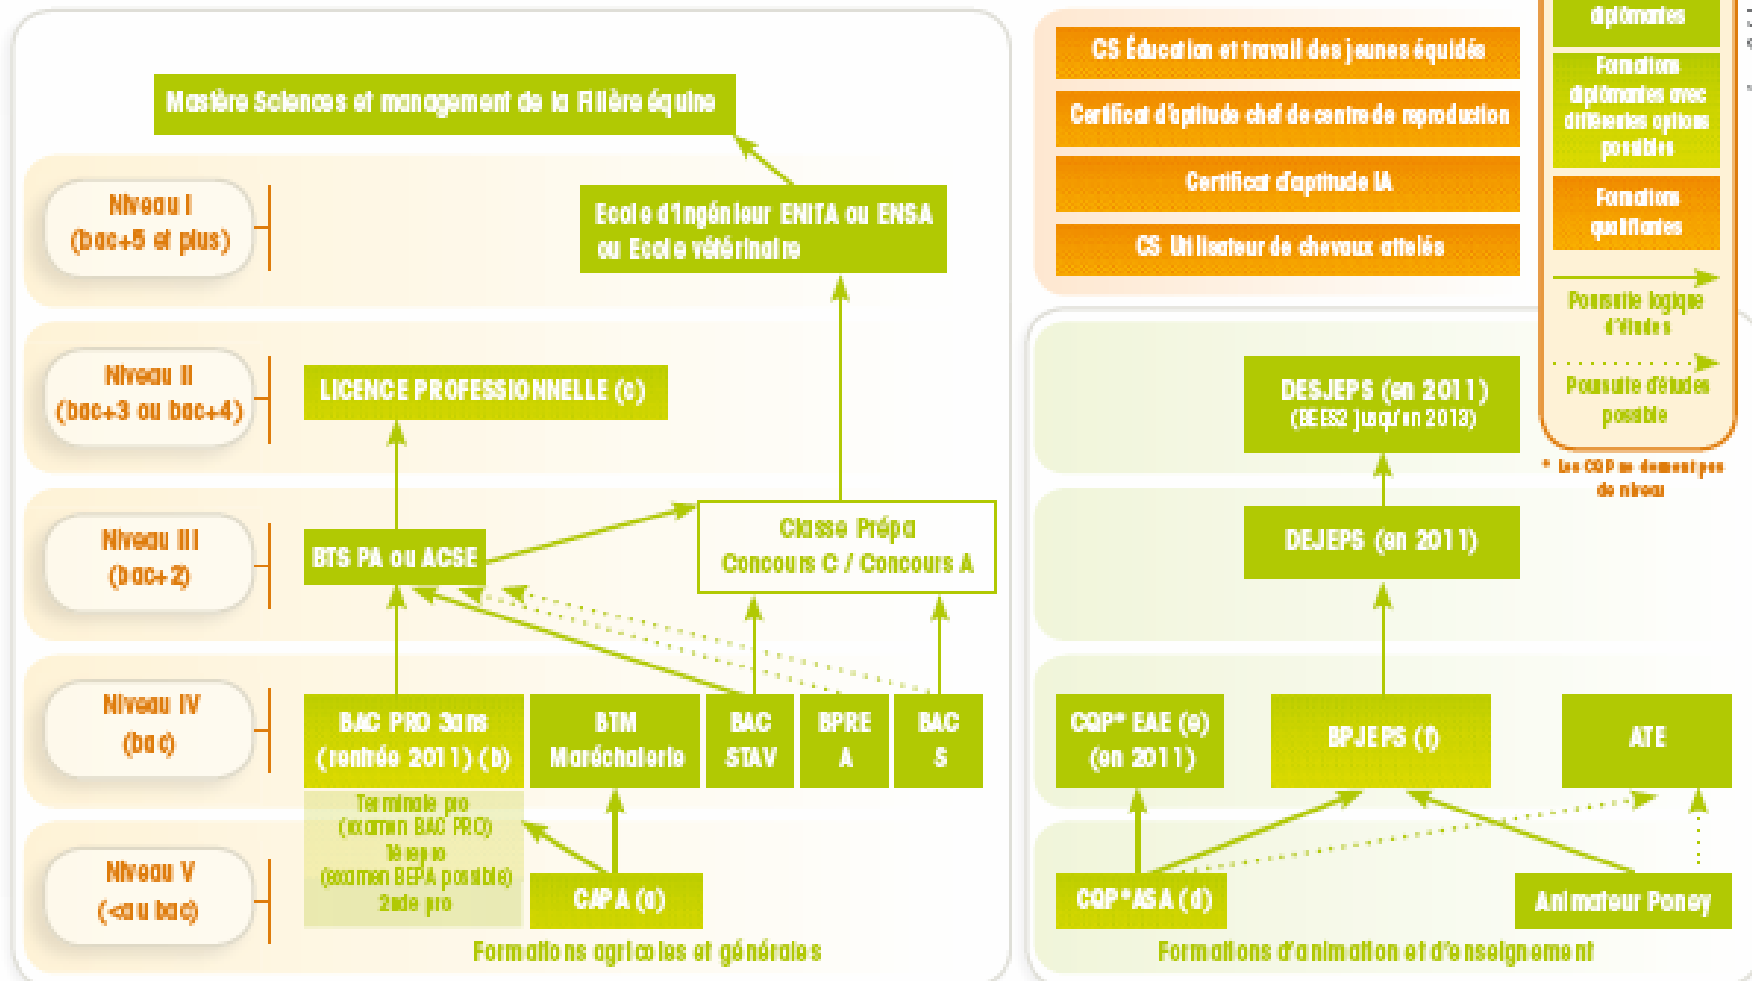 Mastère Sciences et management de la Filière équine
Niveau I
(bac+5 et plus)
Ecole d'Ingénieur ENITA ou ENSA
ou Ecole vétérinaire
Niveau II
(bac+3 ou bac+4)
LICENCE PROFESSIONNELLE (c)
Niveau III
(bac+2)
BTS PA ou ACSE
Classe Prépa
Concours C / Concours A
Niveau IV
(bac)
BAC PRO 3ans
(rentrée 2011) (b)
BTM
Maréchalerie
BAC
STAV
BPRE
A
BAC
S
Terminale pro
(examen BAC PRO)
1ère pro
(examen BEPA possible)
2nde pro
Niveau V
(<au bac)
CAPA (a)
Formations agricoles et générales
CS Éducation et travail des jeunes équidés
Certificat d'aptitude chef de centre de reproduction
Certificat d'aptitude IA
CS Utilisateur de chevaux attelés
diplômantes
Formations
diplômantes avec
différentes options
possibles
Formations
qualifiantes
Poursuite logique
d'études
Poursuite d'études
possible
* Les CQP ne donnent pas
de niveau
DESJEPS (en 2011)
(BEES2 jusqu'en 2013)
DEJEPS (en 2011)
CQP* EAE (e)
(en 2011)
BPJEPS (f)
ATE
CQP*ASA (d)
Animateur Poney
Formations d'animation et d'enseignement